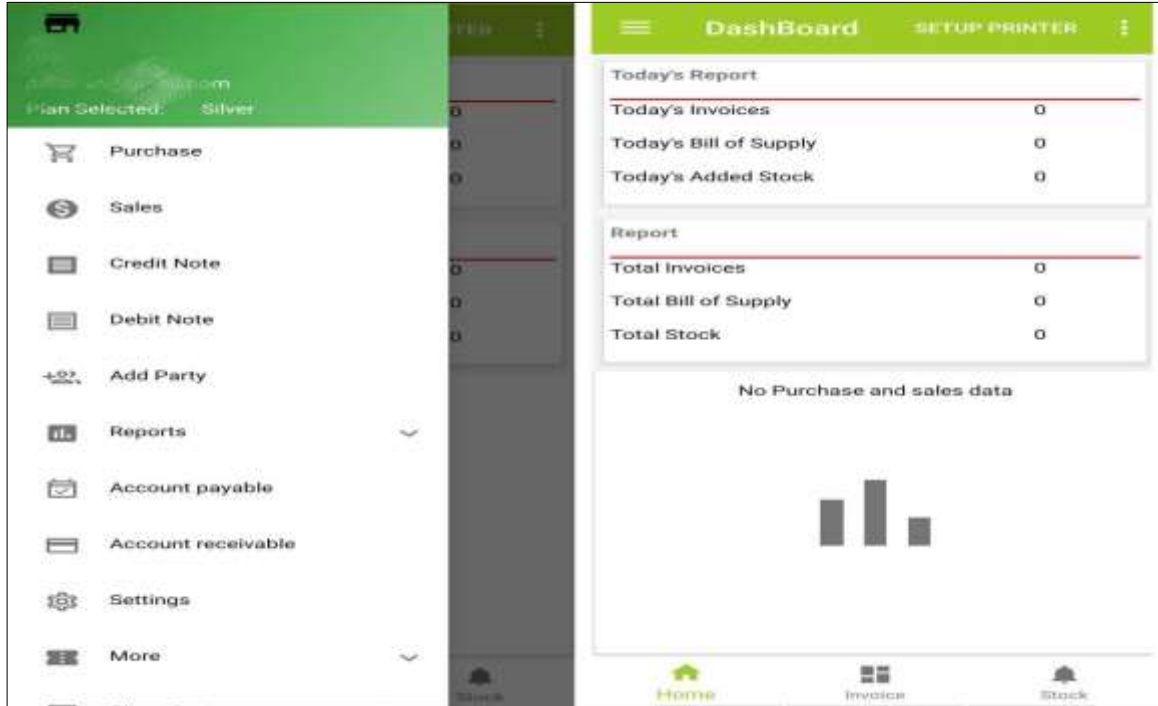 Plan Selected: Silver
Purchase
Sales
Credit Note
Debit Note
Add Party
Reports
Account payable
Account receivable
Settings
More
Stock
DashBoard SETUP PRINTER
Today's Report
Today's Invoices 0
Today's Bill of Supply 0
Today's Added Stock 0
Report
Total Invoices 0
Total Bill of Supply 0
Total Stock 0
No Purchase and sales data
Home Invoice Stock